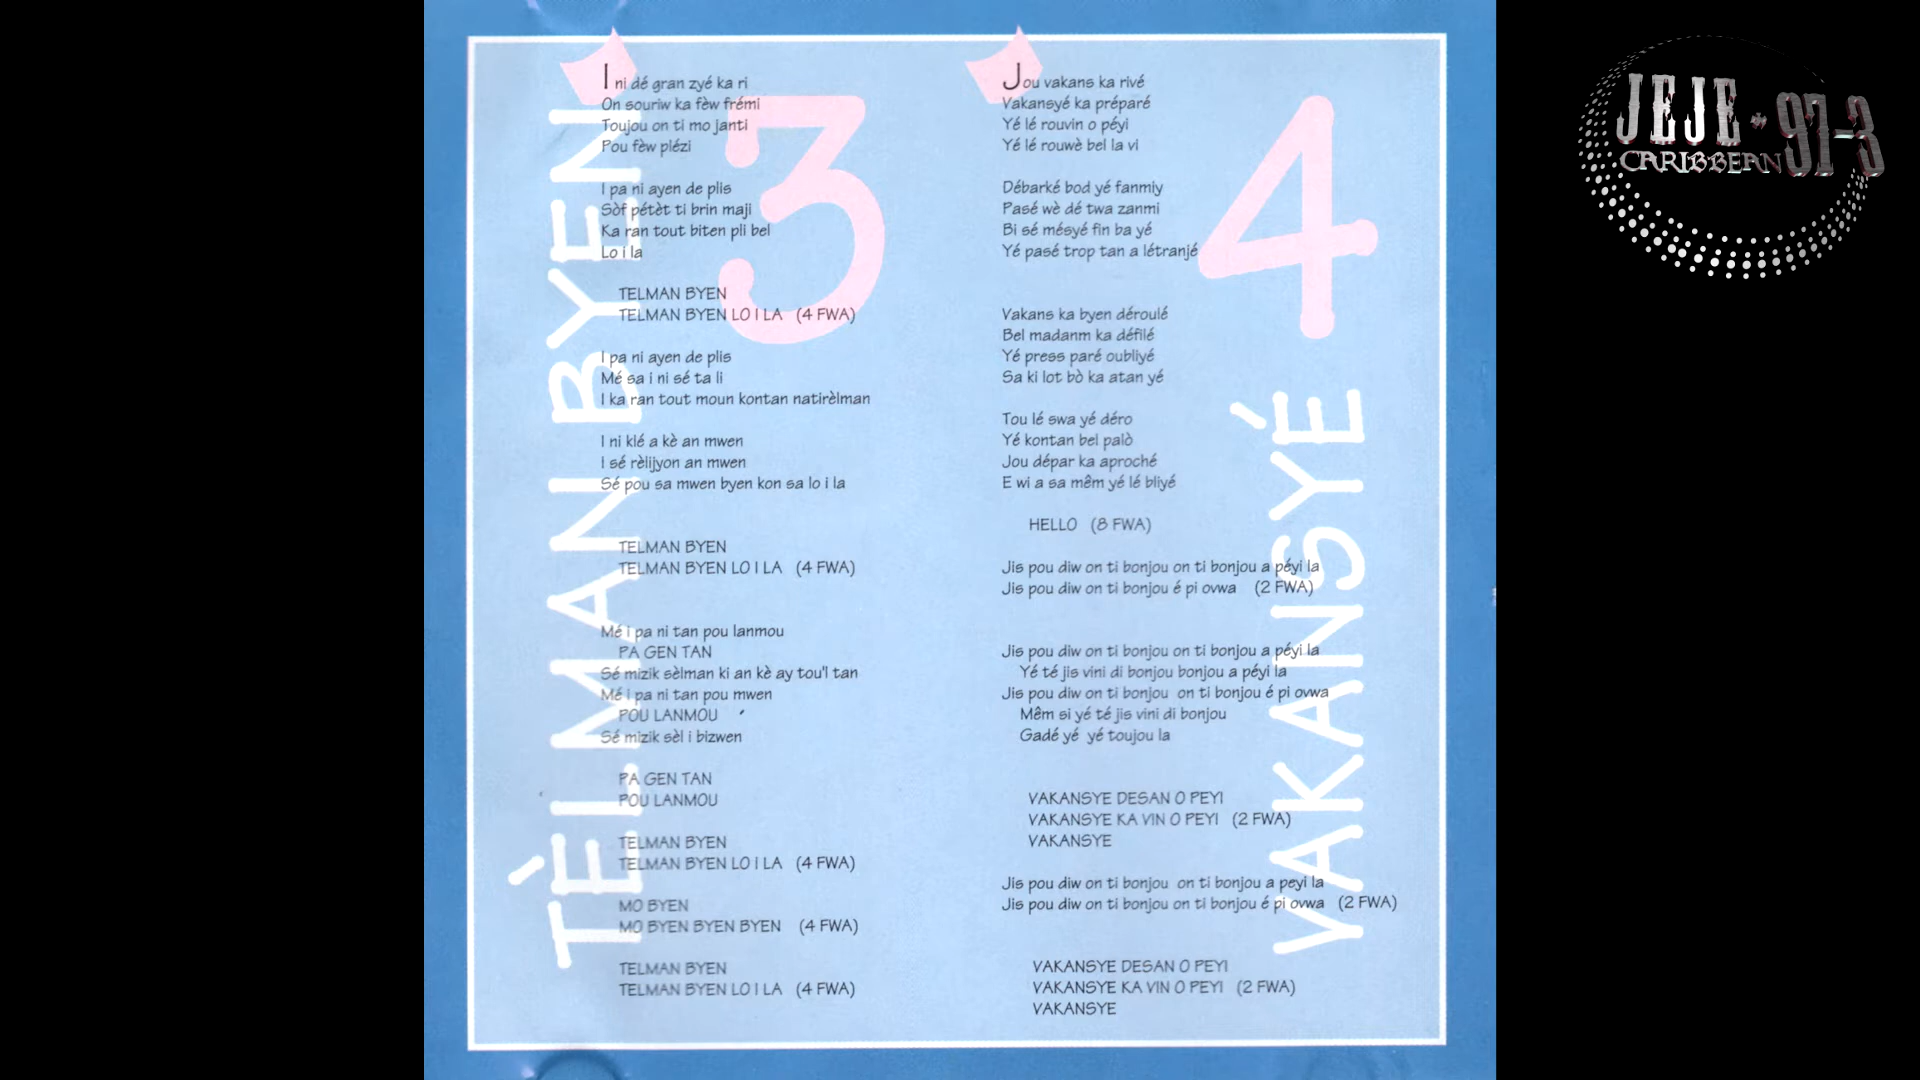 TÈLMAN BYEN
3
I ni dé gran zyé ka ri
On souriw ka fèw frémi
Toujou on ti mo janti
Pou fèw plézi
I pa ni ayen de plis
Sòf pétèt ti brin maji
Ka ran tout biten pli bel
Lo i la
TELMAN BYEN
TELMAN BYEN LO I LA (4 FWA)
I pa ni ayen de plis
Mé sa i ni sé ta li
I ka ran tout moun kontan natirèlman
I ni klé a kè an mwen
I sé rèlijyon an mwen
Sé pou sa mwen byen kon sa lo i la
TELMAN BYEN
TELMAN BYEN LO I LA (4 FWA)
Mé i pa ni tan pou lanmou
PA GEN TAN
Sé mizik sèlman ki an kè ay tou'l tan
Mé i pa ni tan pou mwen
POU LANMOU
Sé mizik sèl i bizwen
PA GEN TAN
POU LANMOU
TELMAN BYEN
TELMAN BYEN LO I LA (4 FWA)
MO BYEN
MO BYEN BYEN BYEN (4 FWA)
TELMAN BYEN
TELMAN BYEN LO I LA (4 FWA)
VAKANSYÉ
4
Jou vakans ka rivé
Vakansyé ka préparé
Yé lé rouvin o péyi
Yé lé rouwè bel la vi
Débarké bod yé fanmiy
Pasé wè dé twa zanmi
Bi sé mésyé fin ba yé
Yé pasé trop tan a létranjé
Vakans ka byen déroulé
Bel madanm ka défilé
Yé press paré oubliyé
Sa ki lot bò ka atan yé
Tou lé swa yé déro
Yé kontan bel palò
Jou dépar ka aproché
E wi a sa mêm yé lé bliyé
HELLO (8 FWA)
Jis pou diw on ti bonjou on ti bonjou a péyi la
Jis pou diw on ti bonjou é pi ovwa (2 FWA)
Jis pou diw on ti bonjou on ti bonjou a péyi la
Yé té jis vini di bonjou bonjou a péyi la
Jis pou diw on ti bonjou on ti bonjou é pi ovwa
Mêm si yé té jis vini di bonjou
Gadé yé yé toujou la
VAKANSYE DESAN O PEYI
VAKANSYE KA VIN O PEYI (2 FWA)
VAKANSYE
Jis pou diw on ti bonjou on ti bonjou a peyi la
Jis pou diw on ti bonjou on ti bonjou é pi ovwa (2 FWA)
VAKANSYE DESAN O PEYI
VAKANSYE KA VIN O PEYI (2 FWA)
VAKANSYE
JEJE 97-3
CARIBBEAN